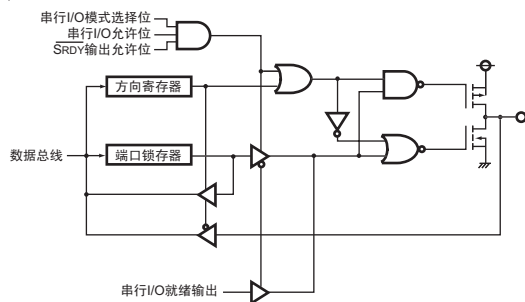 串行I/O模式选择位
串行I/O允许位
SRDY输出允许位
方向寄存器
数据总线
端口锁存器
串行I/O就绪输出